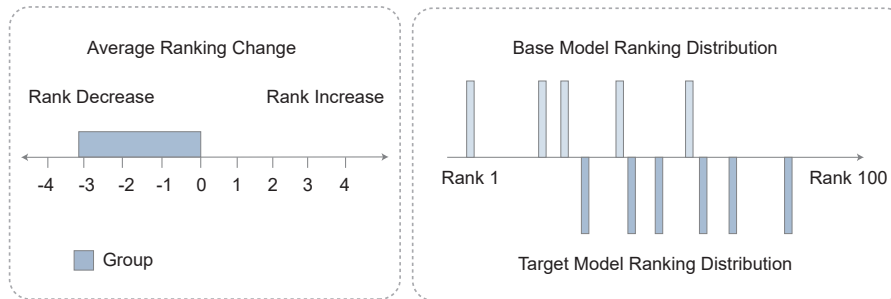 Average Ranking Change
Rank Decrease Rank Increase
-4 -3 -2 -1 0 1 2 3 4
Group
Base Model Ranking Distribution
Rank 1 Rank 100
Target Model Ranking Distribution